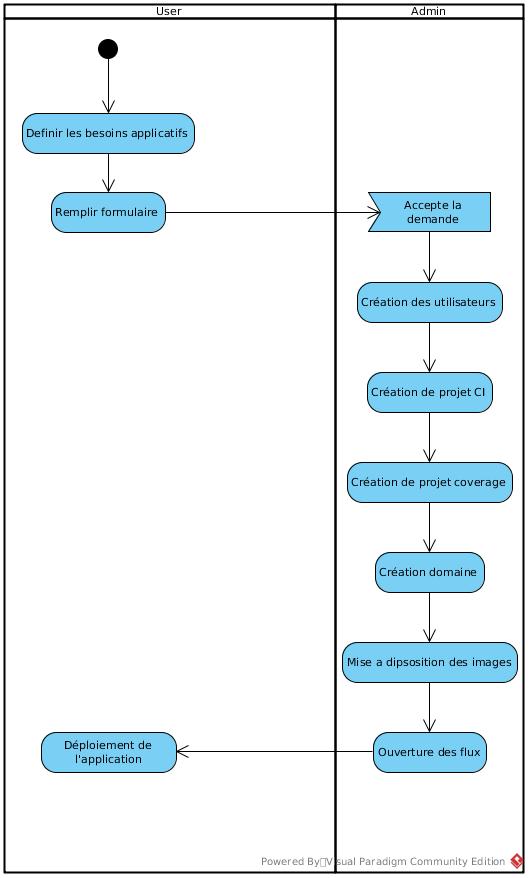 User
Admin
Definir les besoins applicatifs
Remplir formulaire
Accepte la
demande
Création des utilisateurs
Création de projet CI
Création de projet coverage
Création domaine
Mise a dipsosition des images
Déploiement de
l'application
Ouverture des flux
Powered By Visual Paradigm Community Edition